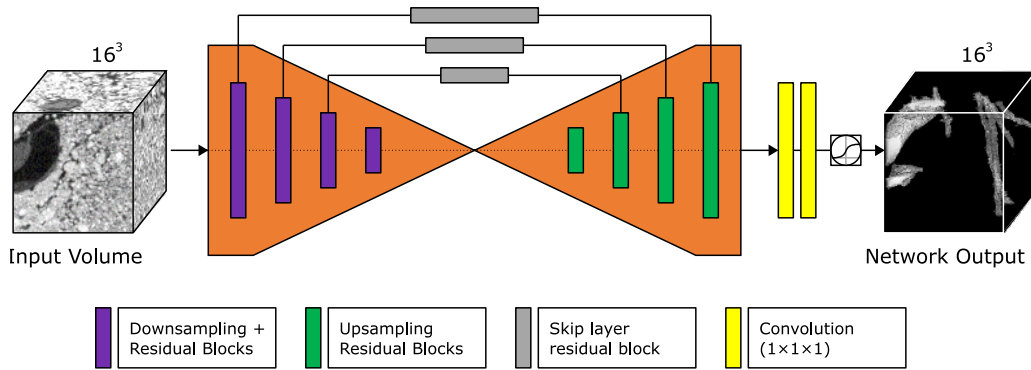 16³
16³
Input Volume
Network Output
Downsampling +
Residual Blocks
Upsampling
Residual Blocks
Skip layer
residual block
Convolution
(1×1×1)